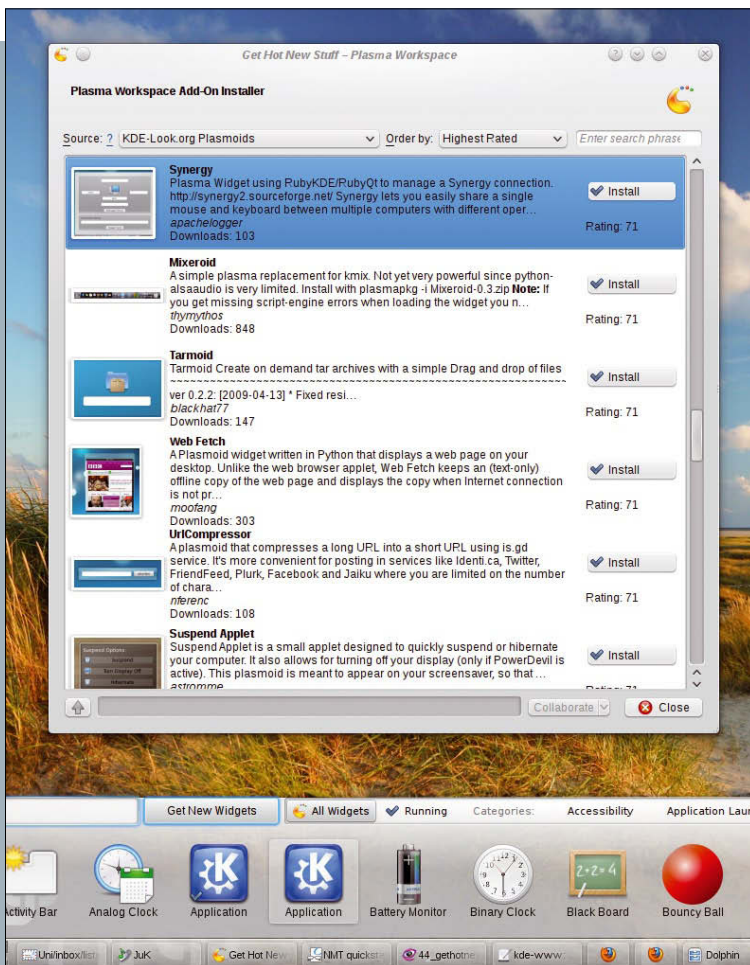 Get Hot New Stuff – Plasma Workspace
Plasma Workspace Add-On Installer
Source: ? KDE-Look.org Plasmoids Order by: Highest Rated Enter search phrase
Synergy
Plasma Widget using RubyKDE/RubyQt to manage a Synergy connection.
http://synergy2.sourceforge.net/ Synergy lets you easily share a single
mouse and keyboard between multiple computers with different oper...
apachelogger
Downloads: 103
Install
Rating: 71
Mixeroid
A simple plasma replacement for kmix. Not yet very powerful since python-
alsaaudio is very limited. Install with plasmapkg -i Mixeroid-0.3.zip Note: If
you get missing script-engine errors when loading the widget you n...
thymythos
Downloads: 848
Install
Rating: 71
Tarmoid
Tarmoid Create on demand tar archives with a simple Drag and drop of files
~~~~~~~~~~~~~~~~~~~~~~~~~~~~~~~~~~~~~~~~~~~~~~~~~~~~~~~~
ver 0.2.2: [2009-04-13] * Fixed resi...
blackhat77
Downloads: 147
Install
Rating: 71
Web Fetch
A Plasmoid widget written in Python that displays a web page on your
desktop. Unlike the web browser applet, Web Fetch keeps an (text-only)
offline copy of the web page and displays the copy when Internet connection
is not pr...
moofang
Downloads: 303
Install
Rating: 71
UrlCompressor
A plasmoid that compresses a long URL into a short URL using is.gd
service. It's more convenient for posting in services like Identi.ca, Twitter,
FriendFeed, Plurk, Facebook and Jaiku where you are limited on the number
of chara...
nferenc
Downloads: 108
Install
Rating: 71
Suspend Options
Suspend
Turn Display Off
Hibernate
Suspend Applet
Suspend Applet is a small applet designed to quickly suspend or hibernate
your computer. It also allows for turning off your display (only if PowerDevil is
active). This plasmoid is meant to appear on your screensaver, so that ...
astromme
Install
Rating: 71
Collaborate Close
Get New Widgets All Widgets Running Categories: Accessibility Application Laun
2+2=4
Activity Bar Analog Clock Application Application Battery Monitor Binary Clock Black Board Bouncy Ball
Uni/inbox/list JuK Get Hot New NMT quicksta 44_gethotne kde-www Dolphin